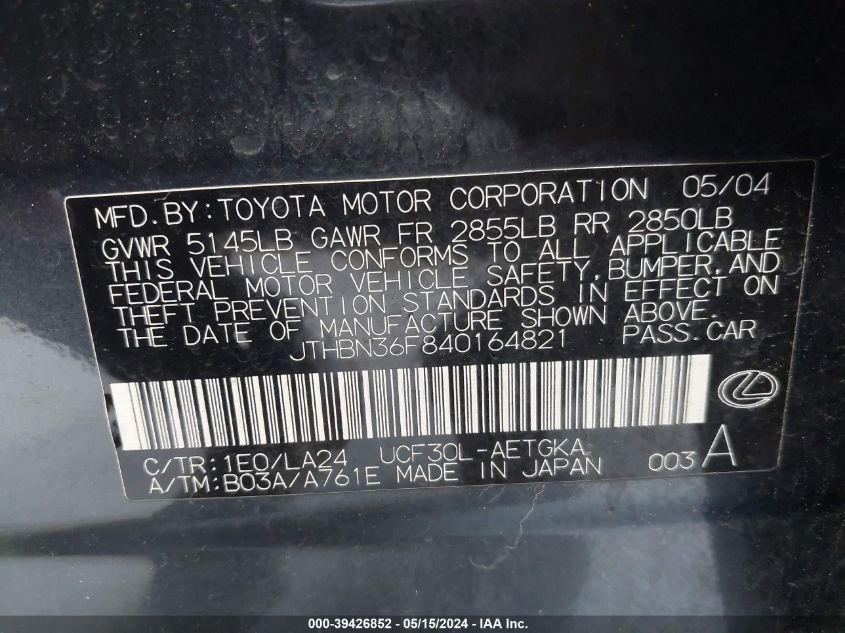 MFD. BY: TOYOTA MOTOR CORPORATION 05/04
GVWR 5145LB GAWR FR 2855LB RR 2850LB
THIS VEHICLE CONFORMS TO ALL APPLICABLE
FEDERAL MOTOR VEHICLE SAFETY, BUMPER, AND
THEFT PREVENTION STANDARDS IN EFFECT ON
THE DATE OF MANUFACTURE SHOWN ABOVE.
JTHBN36F840164821 PASS. CAR
C/TR: 1E0/LA24 UCF30L-AETGKA
A/TM: B03A/A761E MADE IN JAPAN 003 A
000-39426852 — 05/15/2024 — IAA Inc.